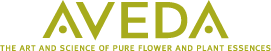 AVEDA
THE ART AND SCIENCE OF PURE FLOWER AND PLANT ESSENCES